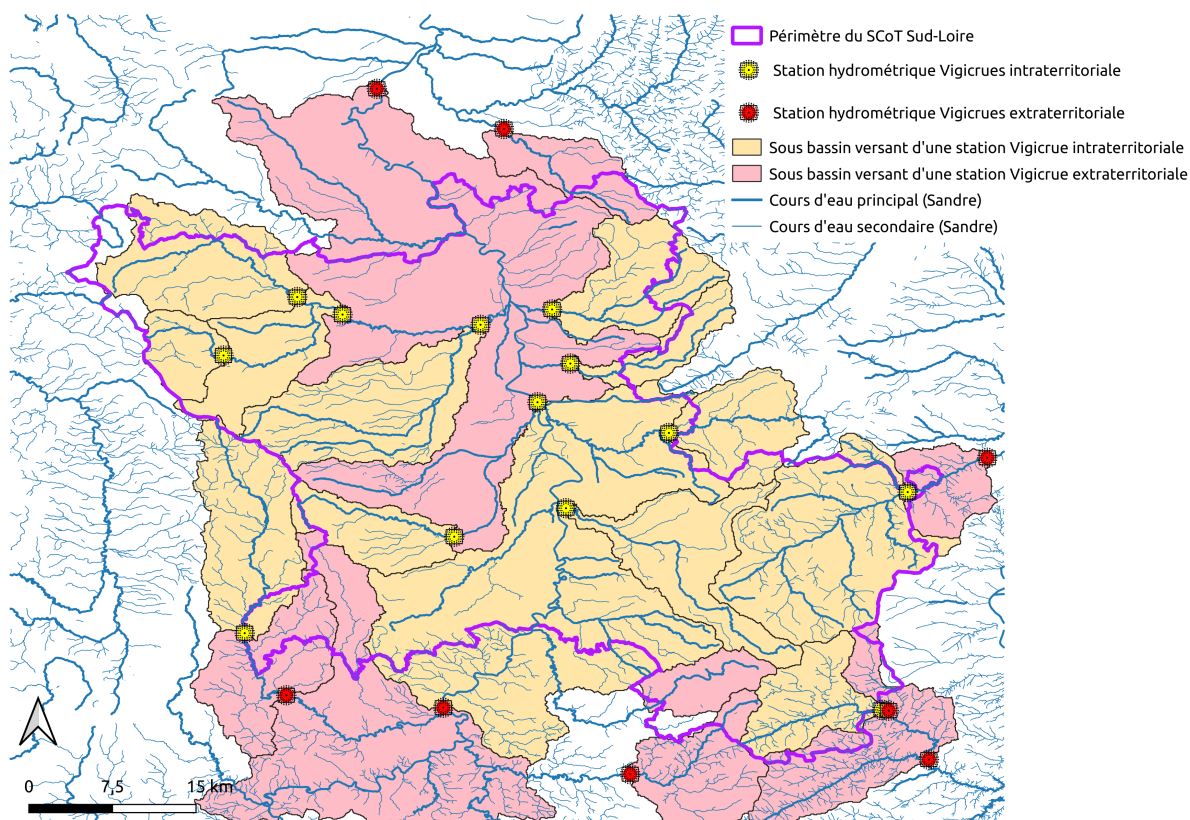 Périmètre du SCoT Sud-Loire
Station hydrométrique Vigicrues intraterritoriale
Station hydrométrique Vigicrues extraterritoriale
Sous bassin versant d'une station Vigicrue intraterritoriale
Sous bassin versant d'une station Vigicrue extraterritoriale
Cours d'eau principal (Sandre)
Cours d'eau secondaire (Sandre)
0 7,5 15 km